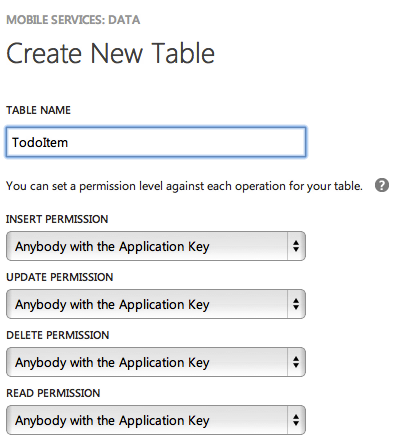 MOBILE SERVICES: DATA
Create New Table
TABLE NAME
TodoItem
You can set a permission level against each operation for your table. ?
INSERT PERMISSION
Anybody with the Application Key
UPDATE PERMISSION
Anybody with the Application Key
DELETE PERMISSION
Anybody with the Application Key
READ PERMISSION
Anybody with the Application Key